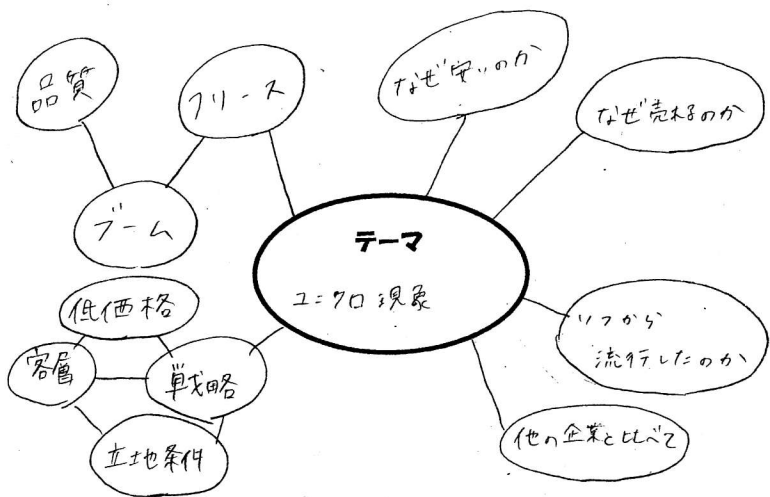 品質
フリース
なぜ安いのか
なぜ売れるのか
ブーム
テーマ
ユニクロ現象
低価格
客層
戦略
立地条件
いつから
流行したのか
他の企業と比べて